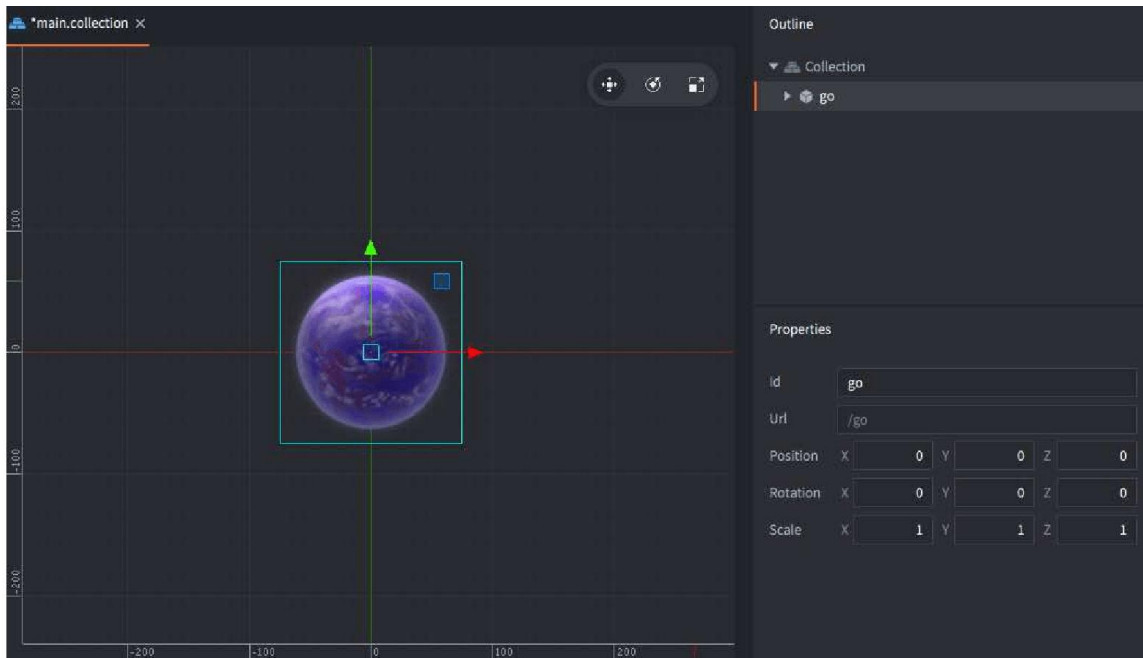 *main.collection ×
Outline
Collection
go
200
100
0
-100
-200
-200
-100
0
100
200
Properties
Id go
Url /go
Position X 0 Y 0 Z 0
Rotation X 0 Y 0 Z 0
Scale X 1 Y 1 Z 1